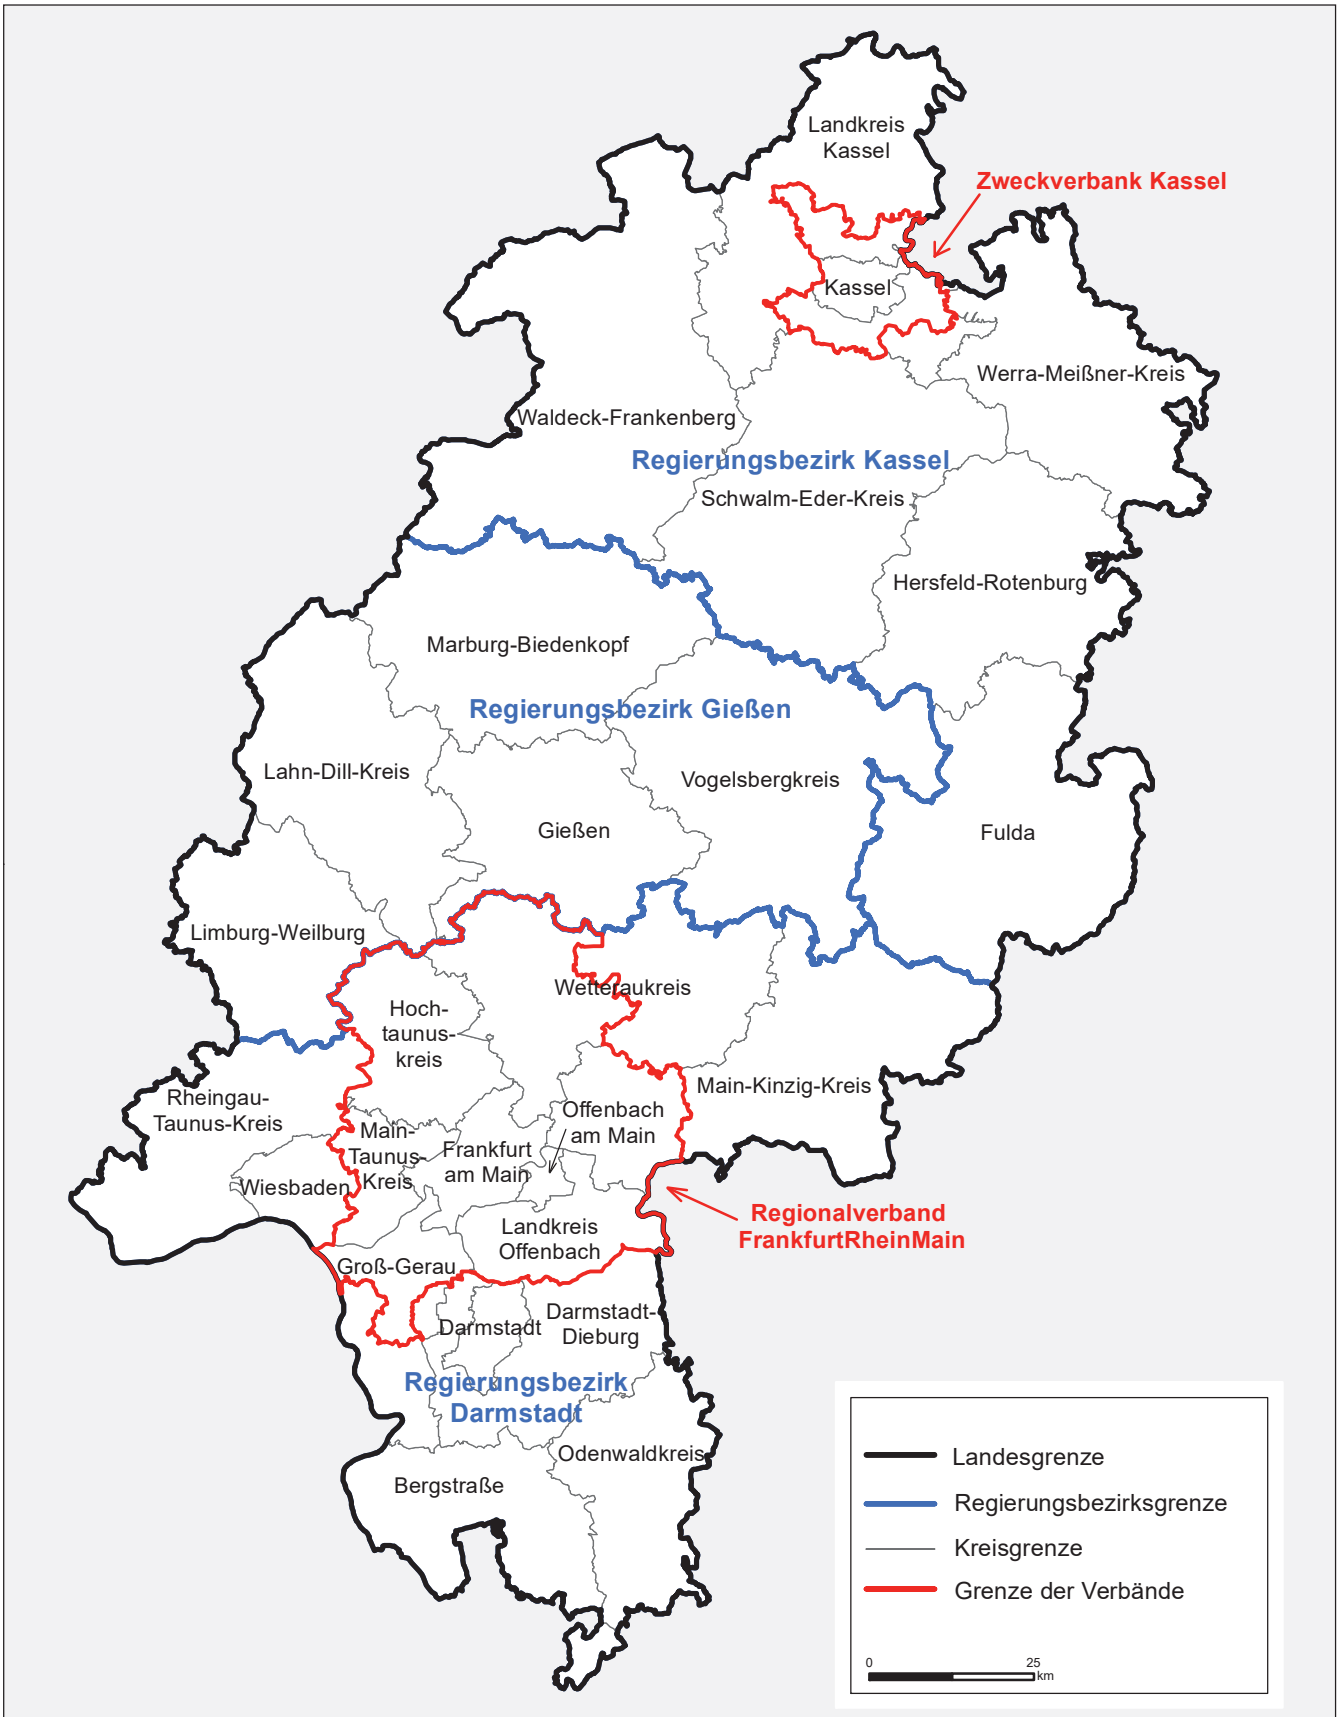 Landkreis
Kassel
Zweckverbank Kassel
Kassel
Werra-Meißner-Kreis
Waldeck-Frankenberg
Regierungsbezirk Kassel
Schwalm-Eder-Kreis
Hersfeld-Rotenburg
Marburg-Biedenkopf
Regierungsbezirk Gießen
Lahn-Dill-Kreis
Vogelsbergkreis
Gießen
Fulda
Limburg-Weilburg
Wetteraukreis
Hoch-
taunus-
kreis
Main-Kinzig-Kreis
Rheingau-
Taunus-Kreis
Offenbach
am Main
Main-
Taunus-
Kreis
Frankfurt
am Main
Wiesbaden
Regionalverband
FrankfurtRheinMain
Landkreis
Offenbach
Groß-Gerau
Darmstadt
Darmstadt-
Dieburg
Regierungsbezirk
Darmstadt
Odenwaldkreis
Bergstraße
Landesgrenze
Regierungsbezirksgrenze
Kreisgrenze
Grenze der Verbände
0 25
km